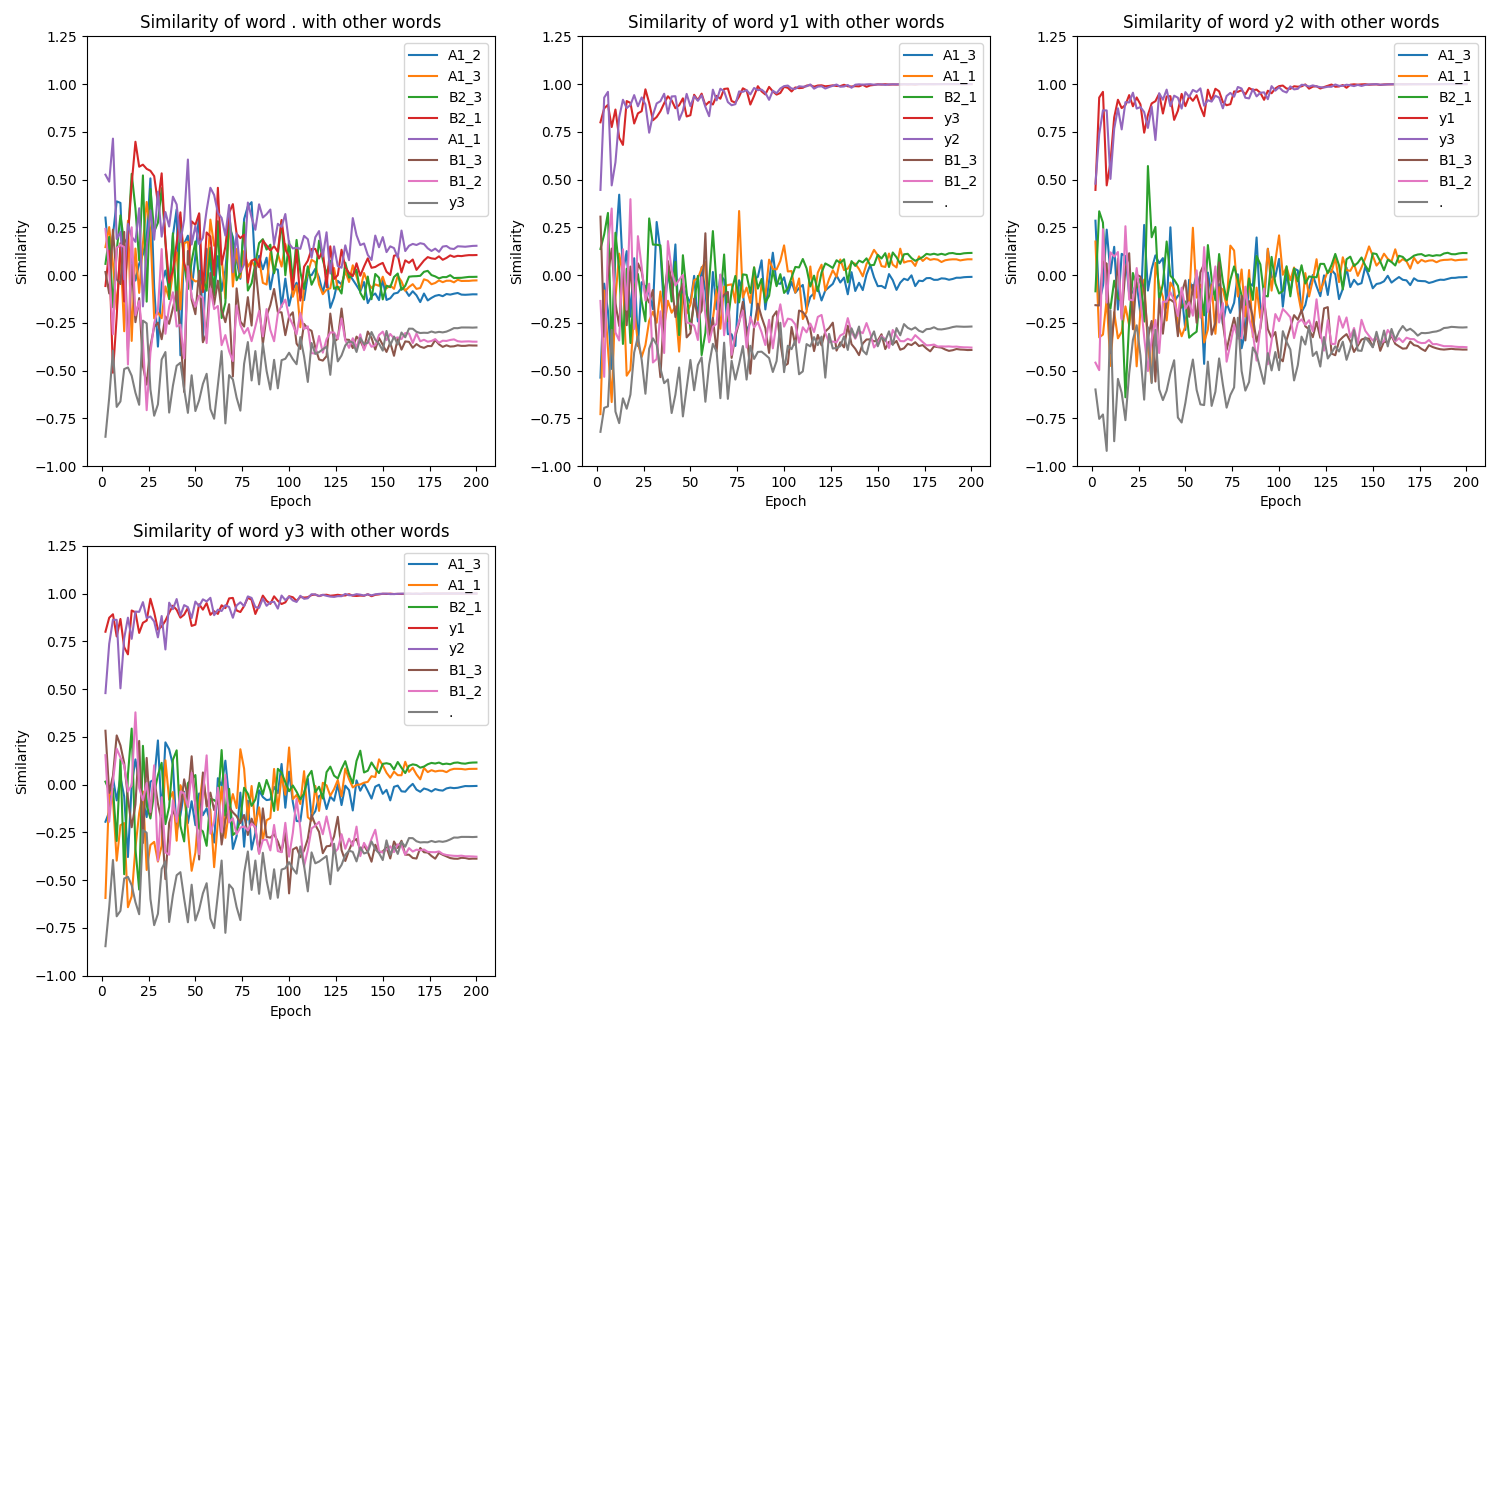 Similarity of word . with other words
1.25
1.00
0.75
0.50
0.25
0.00
−0.25
−0.50
−0.75
−1.00
Similarity
0 25 50 75 100 125 150 175 200
Epoch
A1_2
A1_3
B2_3
B2_1
A1_1
B1_3
B1_2
y3
Similarity of word y1 with other words
1.25
1.00
0.75
0.50
0.25
0.00
−0.25
−0.50
−0.75
−1.00
Similarity
0 25 50 75 100 125 150 175 200
Epoch
A1_3
A1_1
B2_1
y3
y2
B1_3
B1_2
.
Similarity of word y2 with other words
1.25
1.00
0.75
0.50
0.25
0.00
−0.25
−0.50
−0.75
−1.00
Similarity
0 25 50 75 100 125 150 175 200
Epoch
A1_3
A1_1
B2_1
y1
y3
B1_3
B1_2
.
Similarity of word y3 with other words
1.25
1.00
0.75
0.50
0.25
0.00
−0.25
−0.50
−0.75
−1.00
Similarity
0 25 50 75 100 125 150 175 200
Epoch
A1_3
A1_1
B2_1
y1
y2
B1_3
B1_2
.